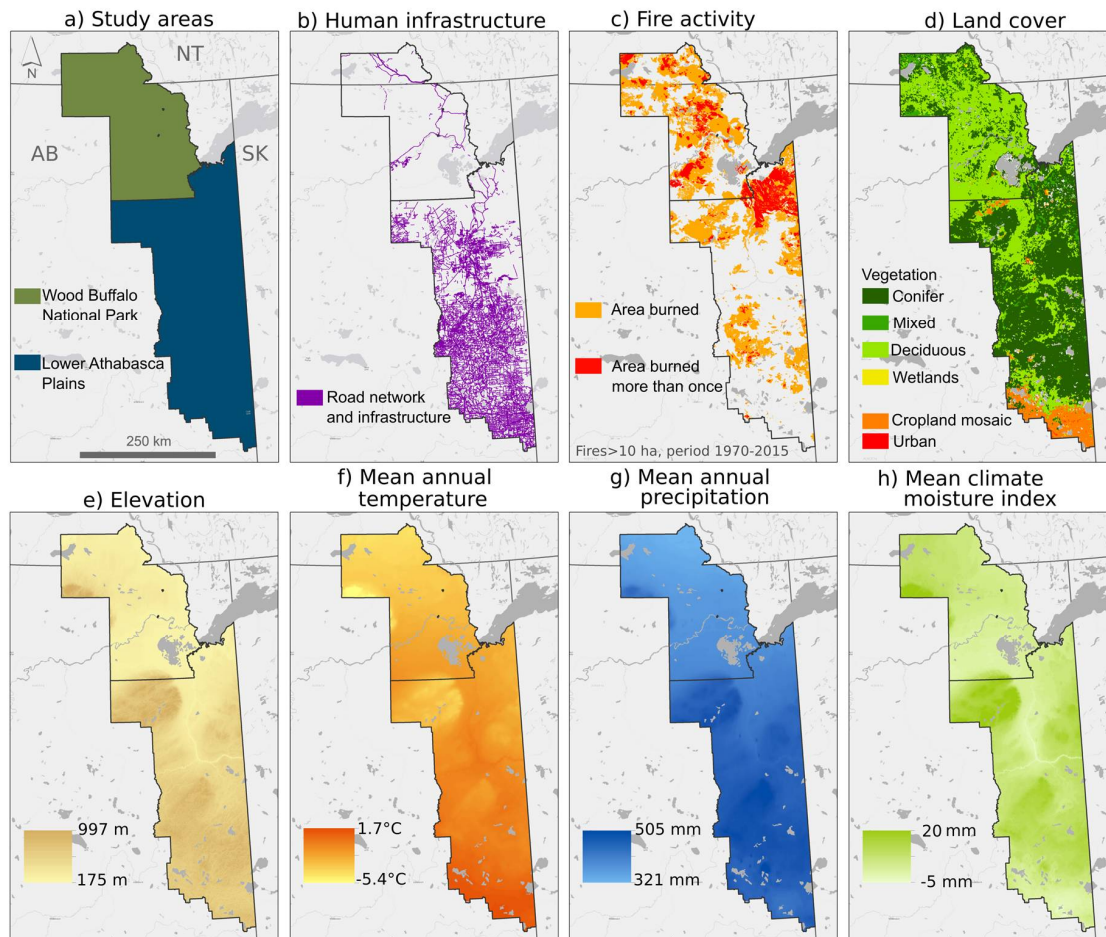 a) Study areas
NT
N
AB
SK
Wood Buffalo
National Park
Lower Athabasca
Plains
250 km
b) Human infrastructure
Road network
and infrastructure
c) Fire activity
Area burned
Area burned
more than once
Fires>10 ha, period 1970-2015
d) Land cover
Vegetation
Conifer
Mixed
Deciduous
Wetlands
Cropland mosaic
Urban
e) Elevation
997 m
175 m
f) Mean annual
temperature
1.7°C
-5.4°C
g) Mean annual
precipitation
505 mm
321 mm
h) Mean climate
moisture index
20 mm
-5 mm